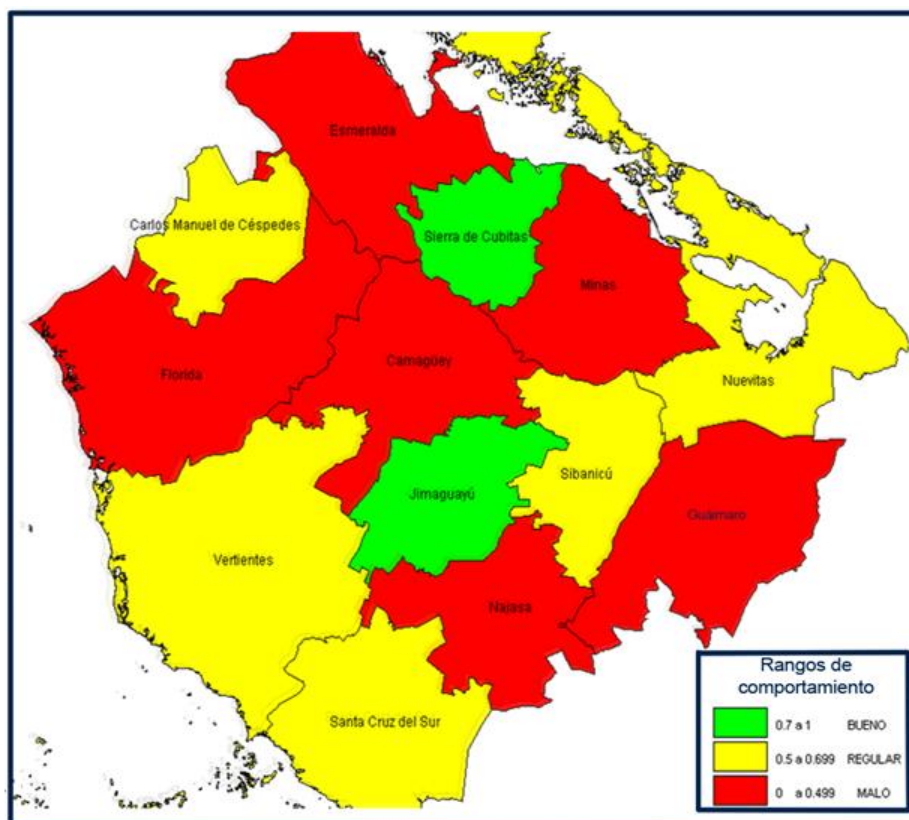 Esmeralda
Carlos Manuel de Céspedes
Sierra de Cubitas
Minas
Camagüey
Florida
Nuevitas
Sibanicú
Jimaguayú
Guáimaro
Vertientes
Najasa
Santa Cruz del Sur
Rangos de
comportamiento
0.7 a 1 BUENO
0.5 a 0.699 REGULAR
0 a 0.499 MALO